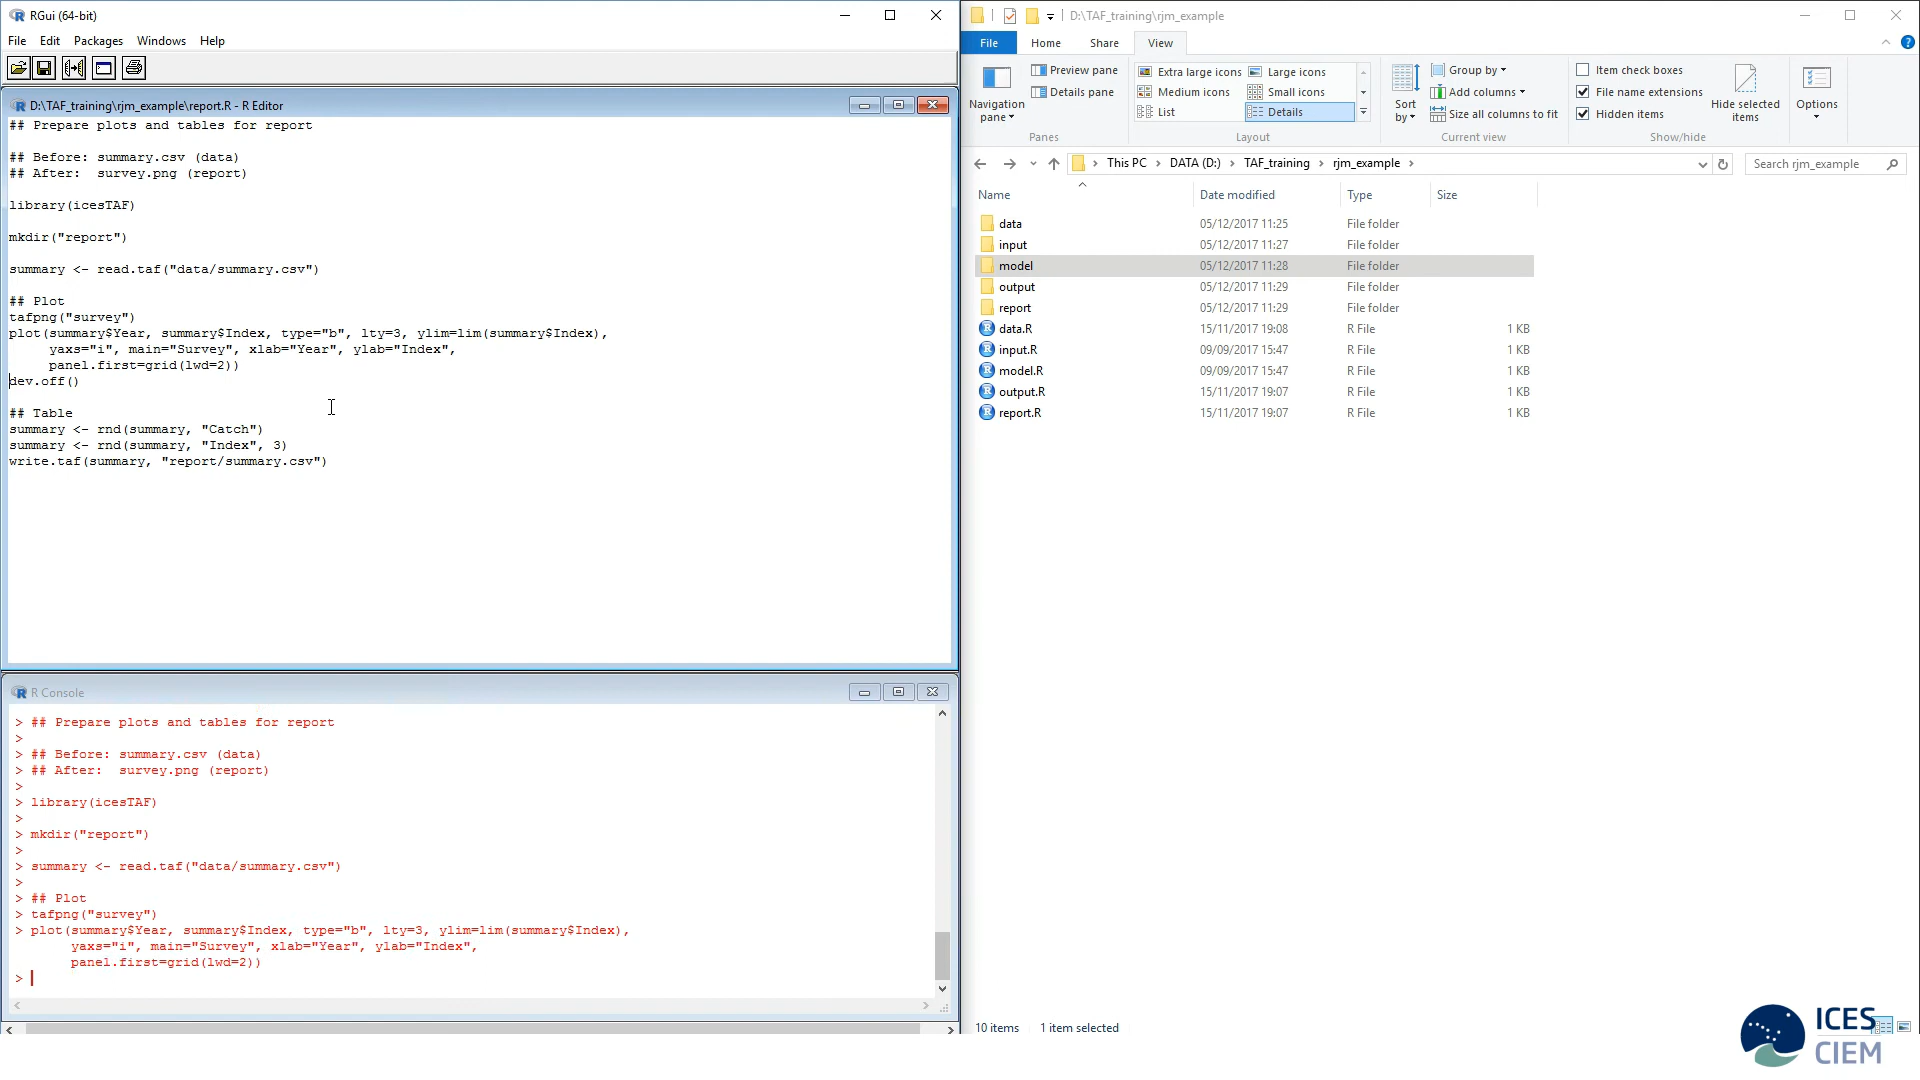 RGui (64-bit)
File Edit Packages Windows Help
D:\TAF_training\rjm_example\report.R - R Editor
## Prepare plots and tables for report
## Before: summary.csv (data)
## After:  survey.png (report)
library(icesTAF)
mkdir("report")
summary <- read.taf("data/summary.csv")
## Plot
tafpng("survey")
plot(summary$Year, summary$Index, type="b", lty=3, ylim=lim(summary$Index),
     yaxs="i", main="Survey", xlab="Year", ylab="Index",
     panel.first=grid(lwd=2))
dev.off()
## Table
summary <- rnd(summary, "Catch")
summary <- rnd(summary, "Index", 3)
write.taf(summary, "report/summary.csv")
R Console
> ## Prepare plots and tables for report
>
> ## Before: summary.csv (data)
> ## After:  survey.png (report)
>
> library(icesTAF)
>
> mkdir("report")
>
> summary <- read.taf("data/summary.csv")
>
> ## Plot
> tafpng("survey")
> plot(summary$Year, summary$Index, type="b", lty=3, ylim=lim(summary$Index),
       yaxs="i", main="Survey", xlab="Year", ylab="Index",
       panel.first=grid(lwd=2))
>
D:\TAF_training\rjm_example
File Home Share View
Navigation pane
Preview pane
Details pane
Panes
Extra large icons Large icons
Medium icons Small icons
List Details
Layout
Sort by
Group by
Add columns
Size all columns to fit
Current view
Item check boxes
File name extensions
Hidden items
Hide selected items
Show/hide
Options
This PC > DATA (D:) > TAF_training > rjm_example >
Search rjm_example
Name Date modified Type Size
data 05/12/2017 11:25 File folder
input 05/12/2017 11:27 File folder
model 05/12/2017 11:28 File folder
output 05/12/2017 11:29 File folder
report 05/12/2017 11:29 File folder
data.R 15/11/2017 19:08 R File 1 KB
input.R 09/09/2017 15:47 R File 1 KB
model.R 09/09/2017 15:47 R File 1 KB
output.R 15/11/2017 19:07 R File 1 KB
report.R 15/11/2017 19:07 R File 1 KB
10 items 1 item selected
ICES
CIEM